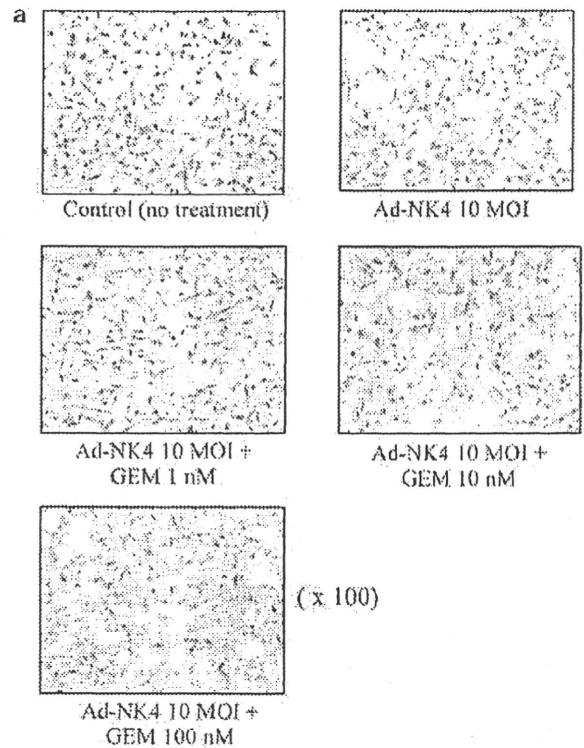 a
Control (no treatment)
Ad-NK4 10 MOI
Ad-NK4 10 MOI +
GEM 1 nM
Ad-NK4 10 MOI +
GEM 10 nM
( x 100)
Ad-NK4 10 MOI +
GEM 100 nM